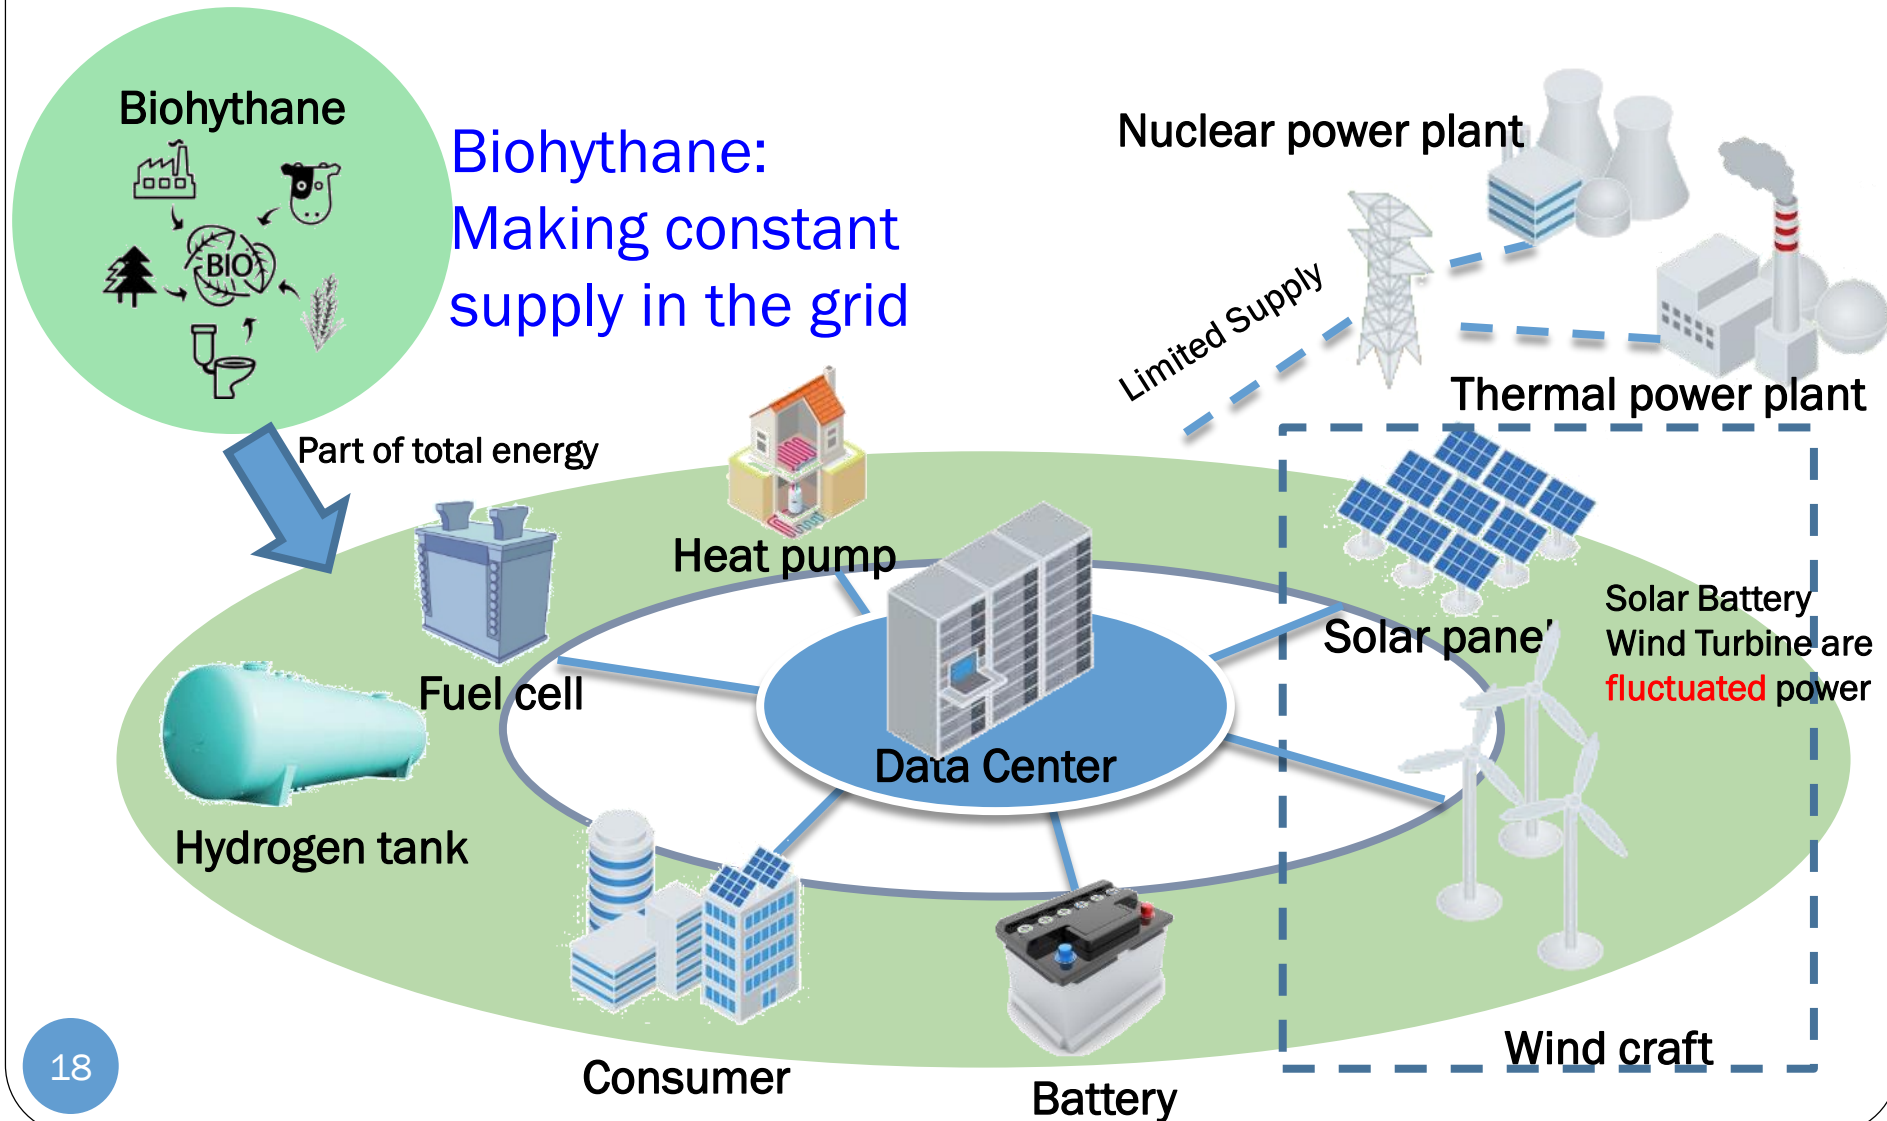 Biohythane
BIO
Biohythane:
Making constant
supply in the grid
Nuclear power plant
Limited Supply
Thermal power plant
Part of total energy
Heat pump
Fuel cell
Hydrogen tank
Data Center
Solar panel
Solar Battery
Wind Turbine are
fluctuated power
Wind craft
Consumer
Battery
18